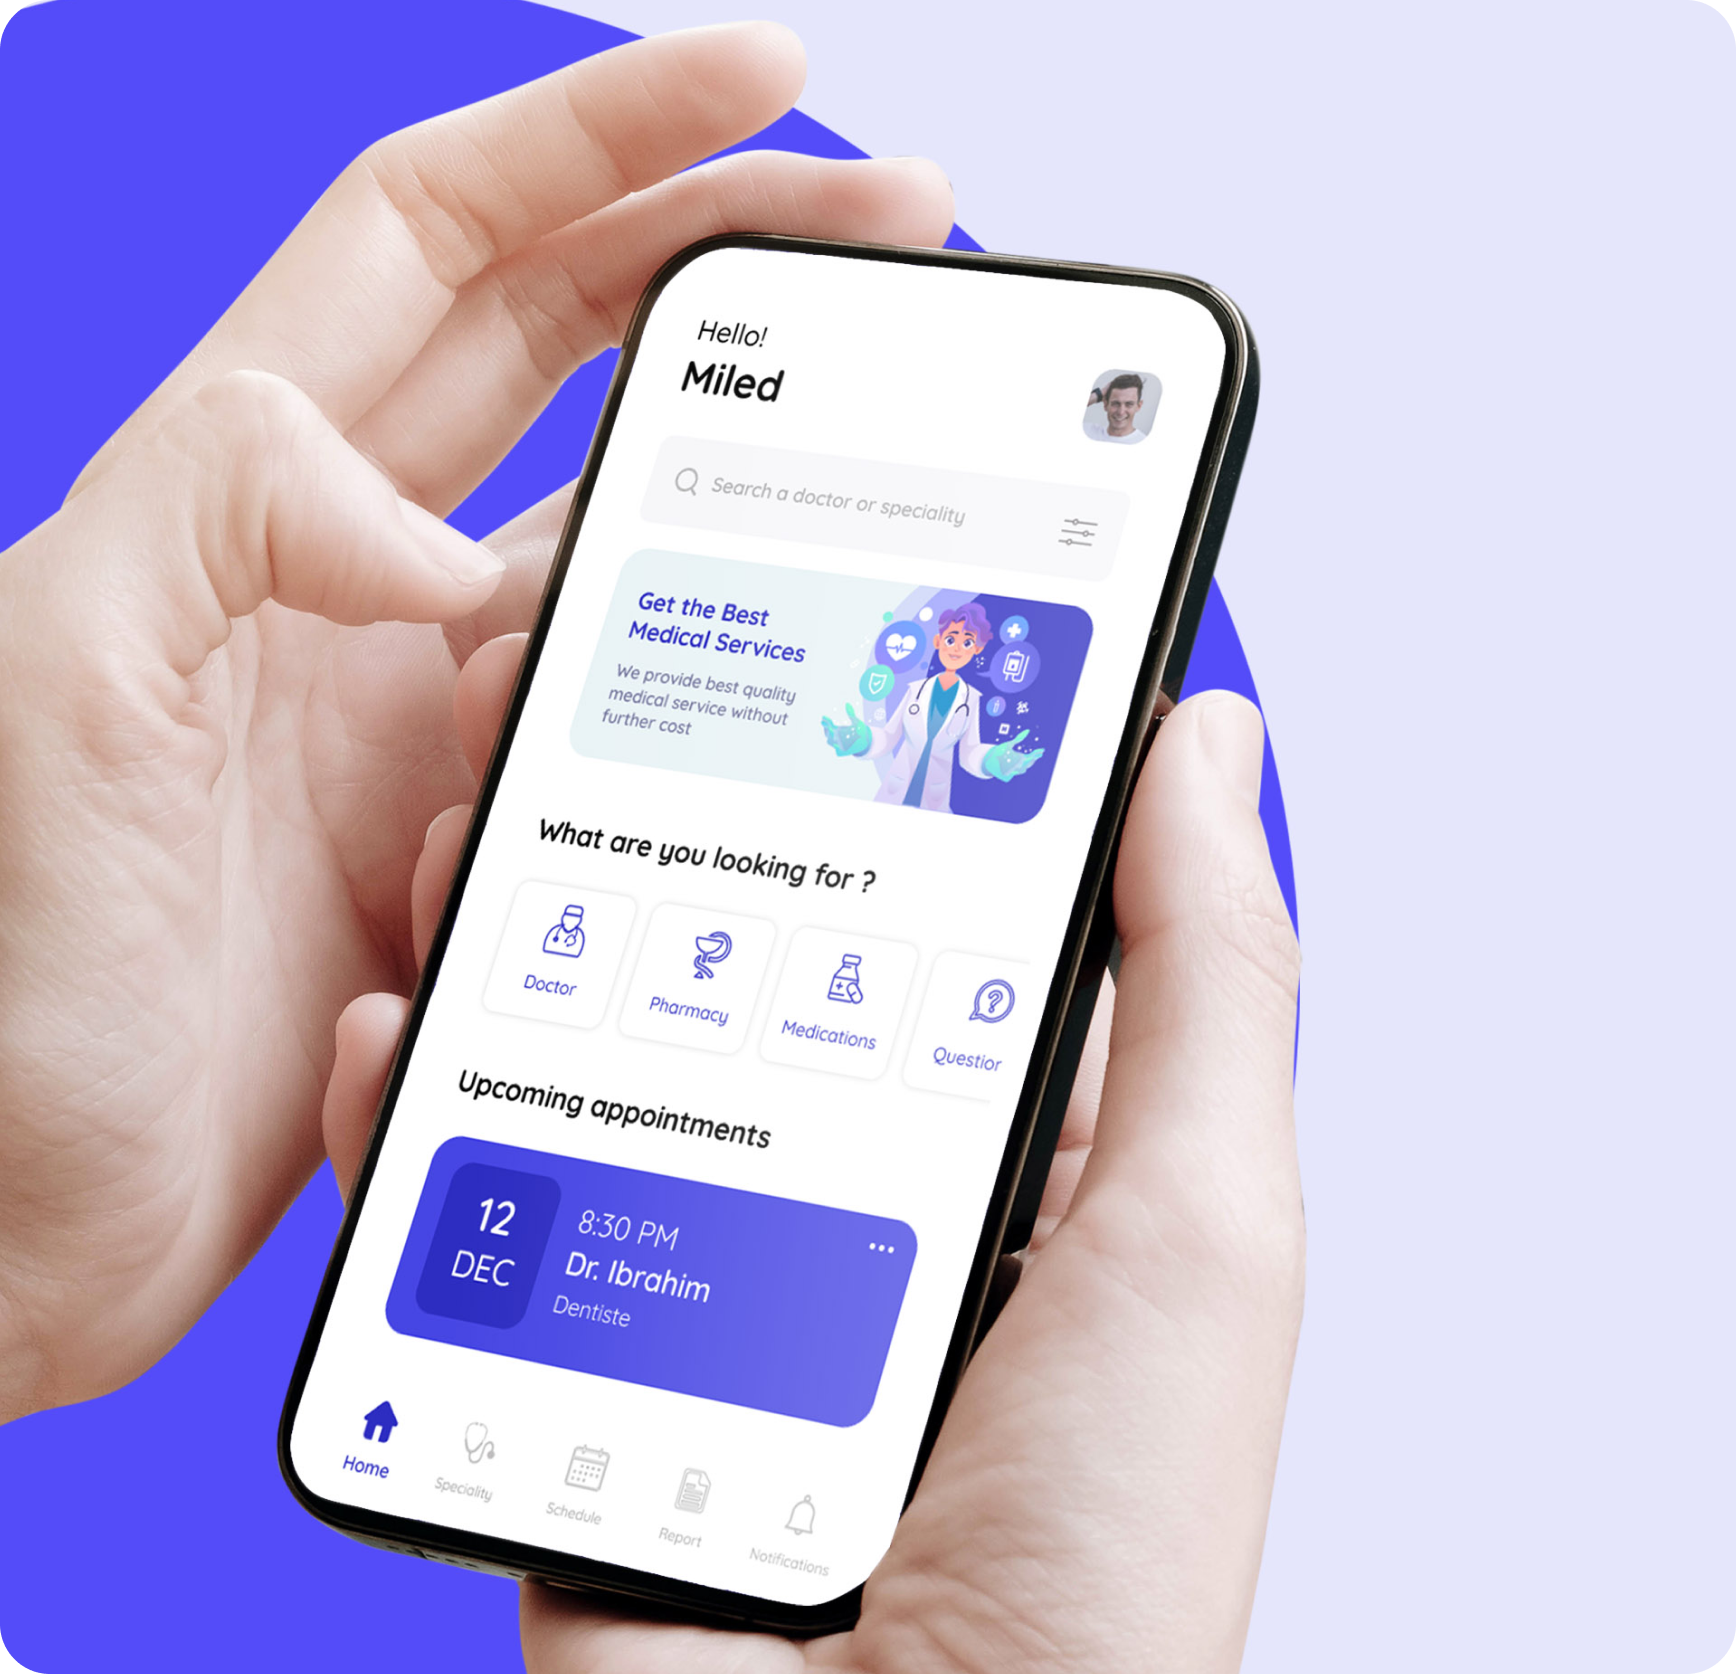 Hello!
Miled
Search a doctor or speciality
Get the Best
Medical Services
We provide best quality
medical service without
further cost
What are you looking for ?
Doctor
Pharmacy
Medications
Question
Upcoming appointments
12
DEC
8:30 PM
Dr. Ibrahim
Dentiste
Home
Speciality
Schedule
Report
Notifications